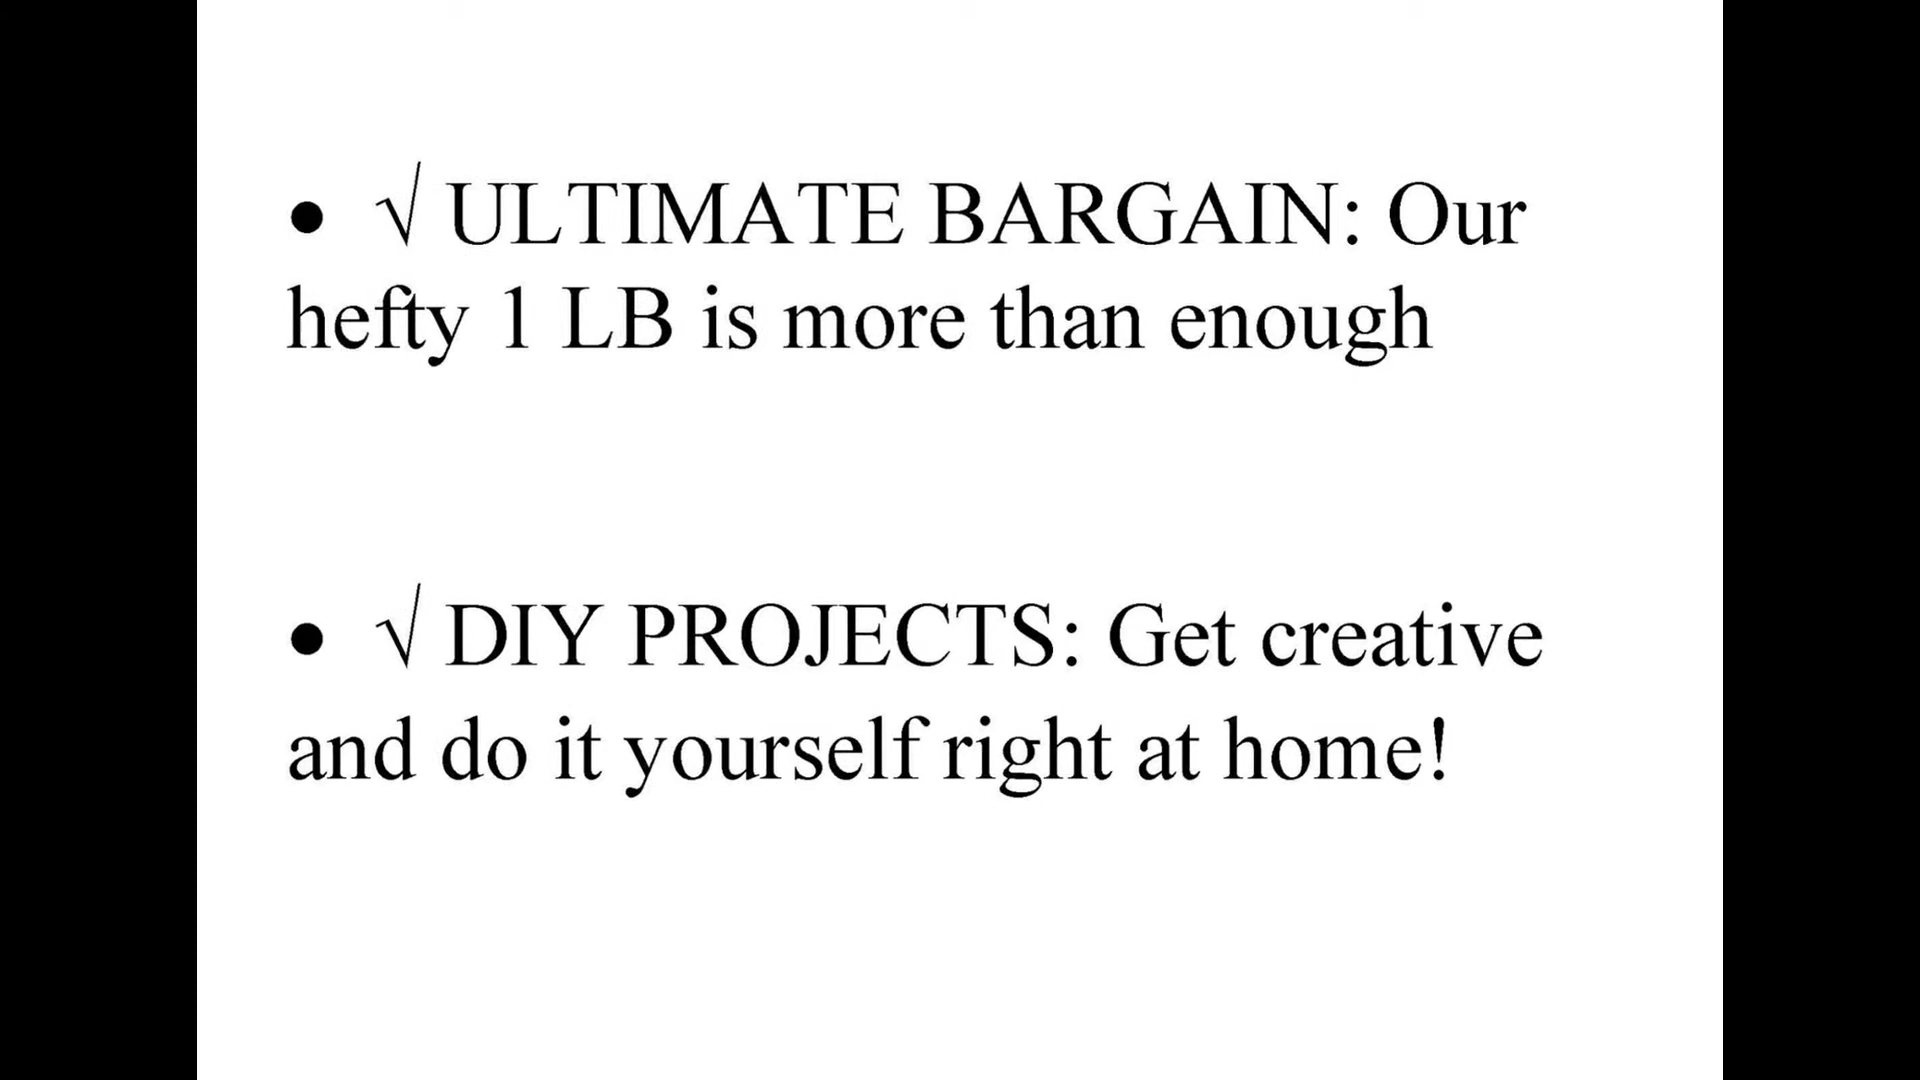 • √ ULTIMATE BARGAIN: Our
hefty 1 LB is more than enough
• √ DIY PROJECTS: Get creative
and do it yourself right at home!